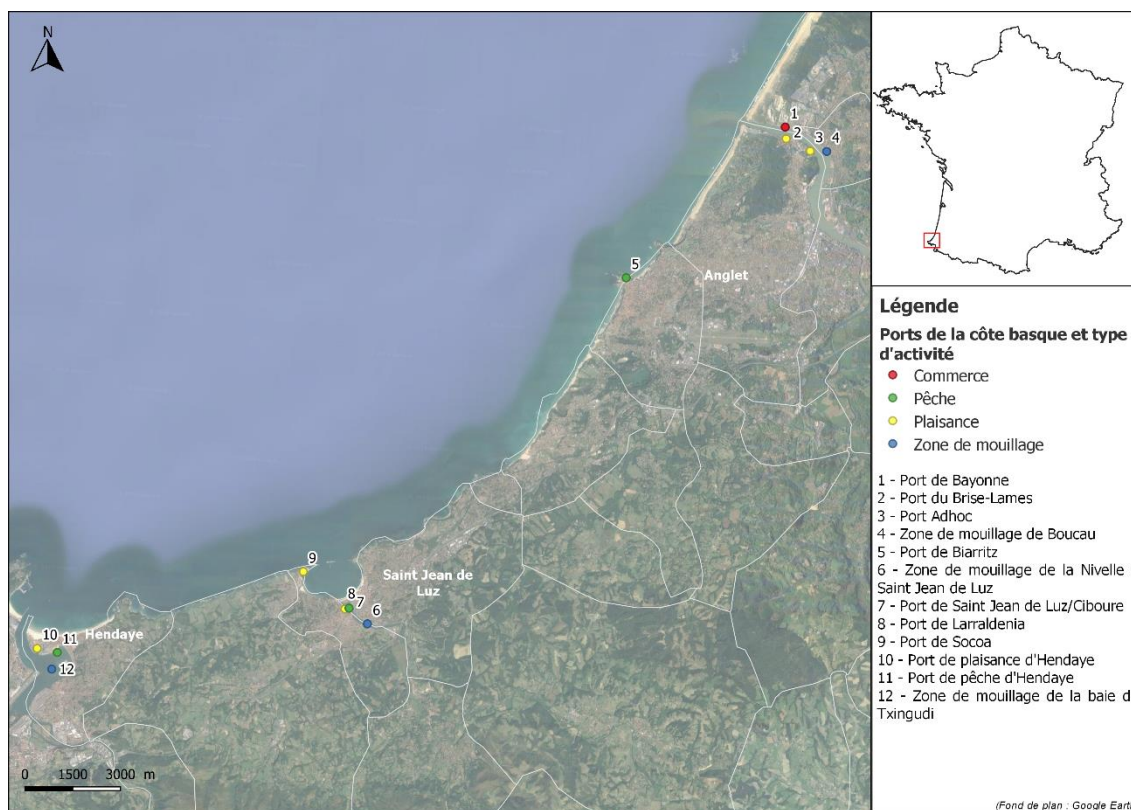 N
1
2
3
4
5
Anglet
9
8
7
6
Saint Jean de
Luz
Hendaye
10
11
12
0 1500 3000 m
Légende
Ports de la côte basque et type
d'activité
Commerce
Pêche
Plaisance
Zone de mouillage
1 - Port de Bayonne
2 - Port du Brise-Lames
3 - Port Adhoc
4 - Zone de mouillage de Boucau
5 - Port de Biarritz
6 - Zone de mouillage de la Nivelle
Saint Jean de Luz
7 - Port de Saint Jean de Luz/Ciboure
8 - Port de Larraldenia
9 - Port de Socoa
10 - Port de plaisance d'Hendaye
11 - Port de pêche d'Hendaye
12 - Zone de mouillage de la baie d
Txingudi
(Fond de plan : Google Eart